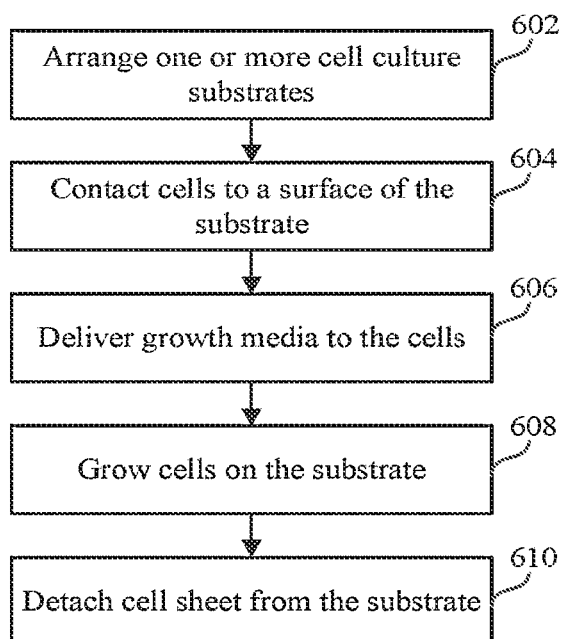 602
Arrange one or more cell culture
substrates
604
Contact cells to a surface of the
substrate
606
Deliver growth media to the cells
608
Grow cells on the substrate
610
Detach cell sheet from the substrate